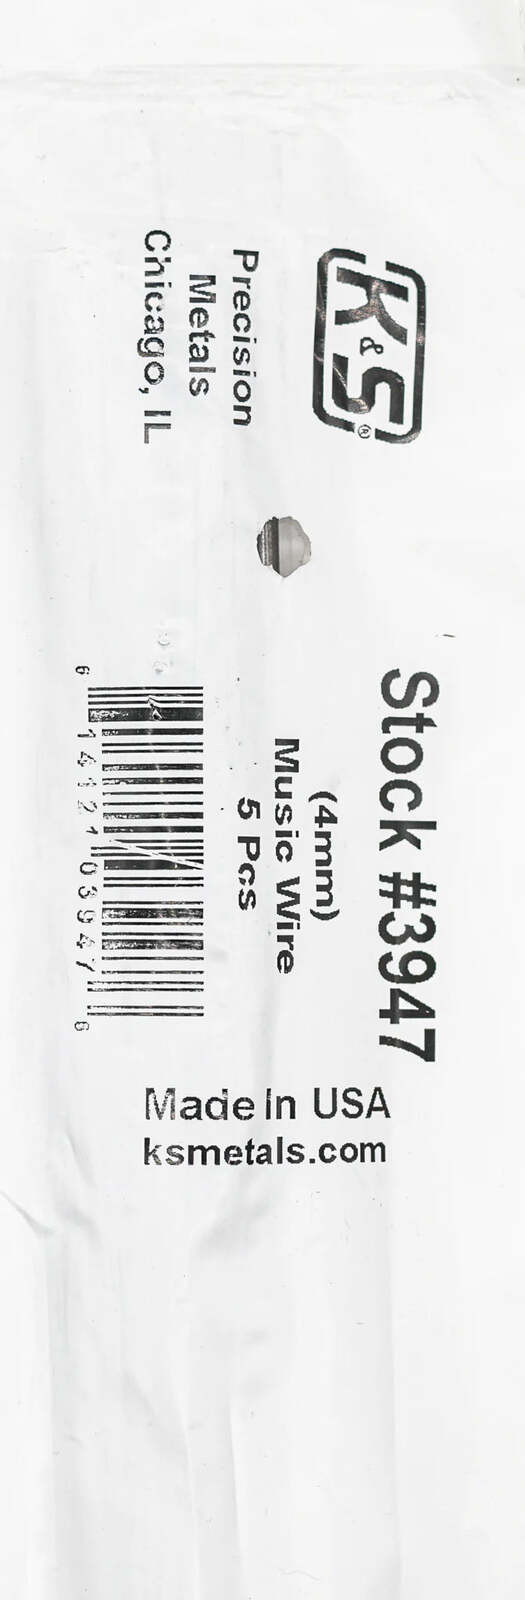 K&S®
Precision
Metals
Chicago, IL
Stock #3947
(4mm)
Music Wire
5 Pcs
6 14121 03947 6
Made In USA
ksmetals.com